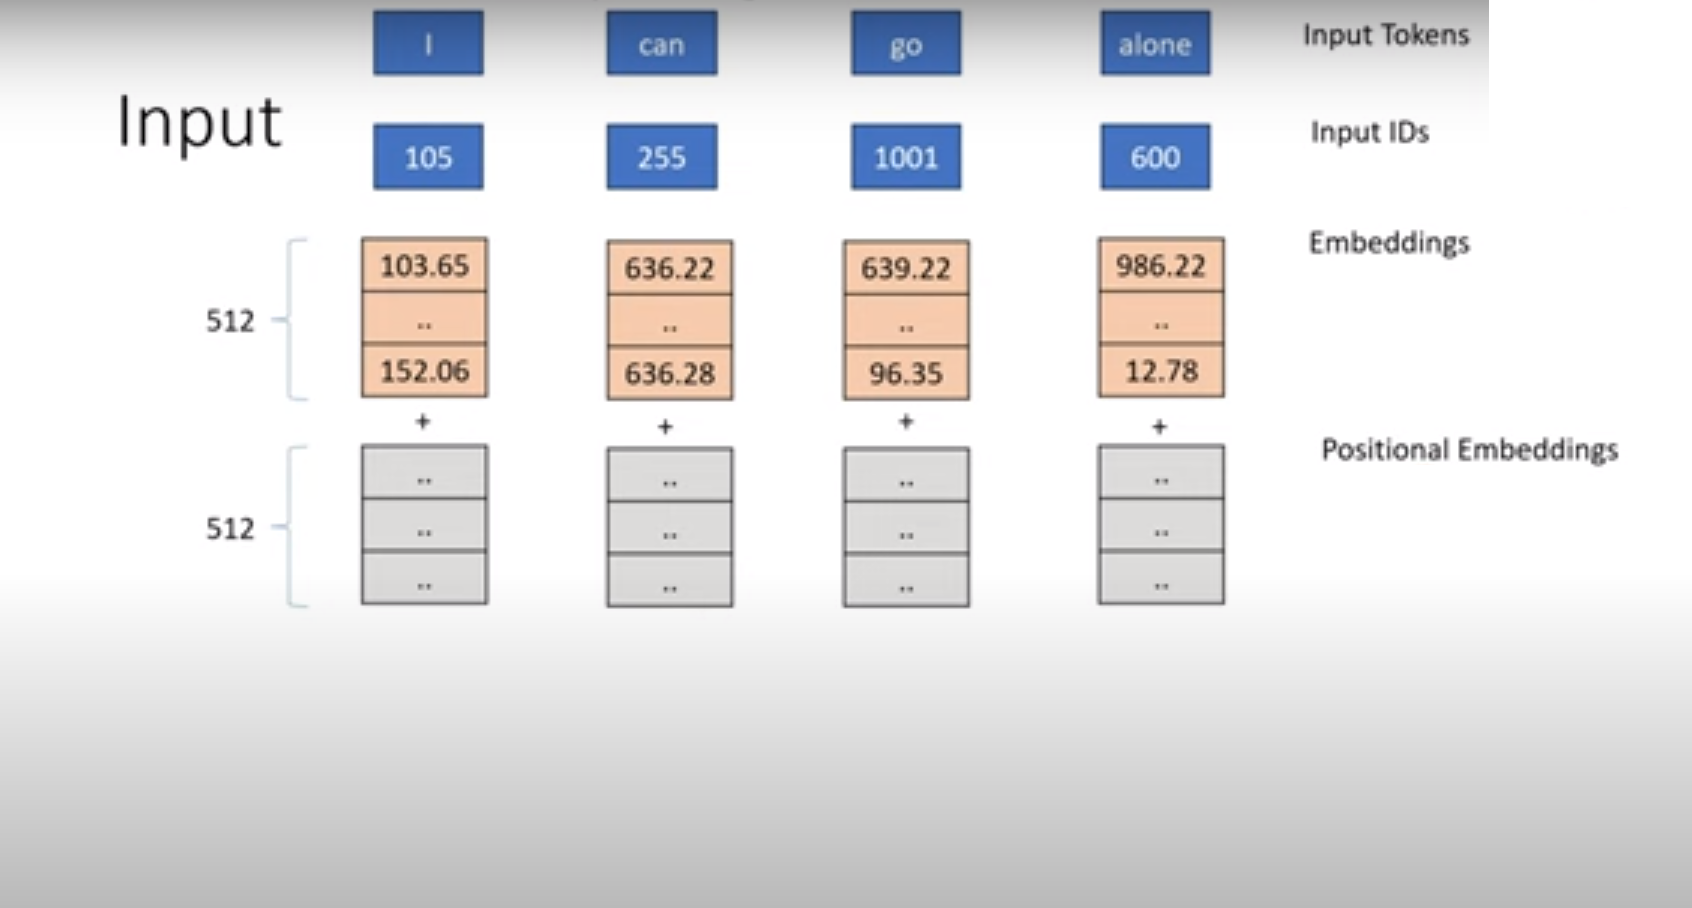 I can go alone Input Tokens
Input
105 255 1001 600 Input IDs
103.65 636.22 639.22 986.22 Embeddings
512 .. .. .. ..
152.06 636.28 96.35 12.78
+ + + +
.. .. .. .. Positional Embeddings
512 .. .. .. ..
.. .. .. ..